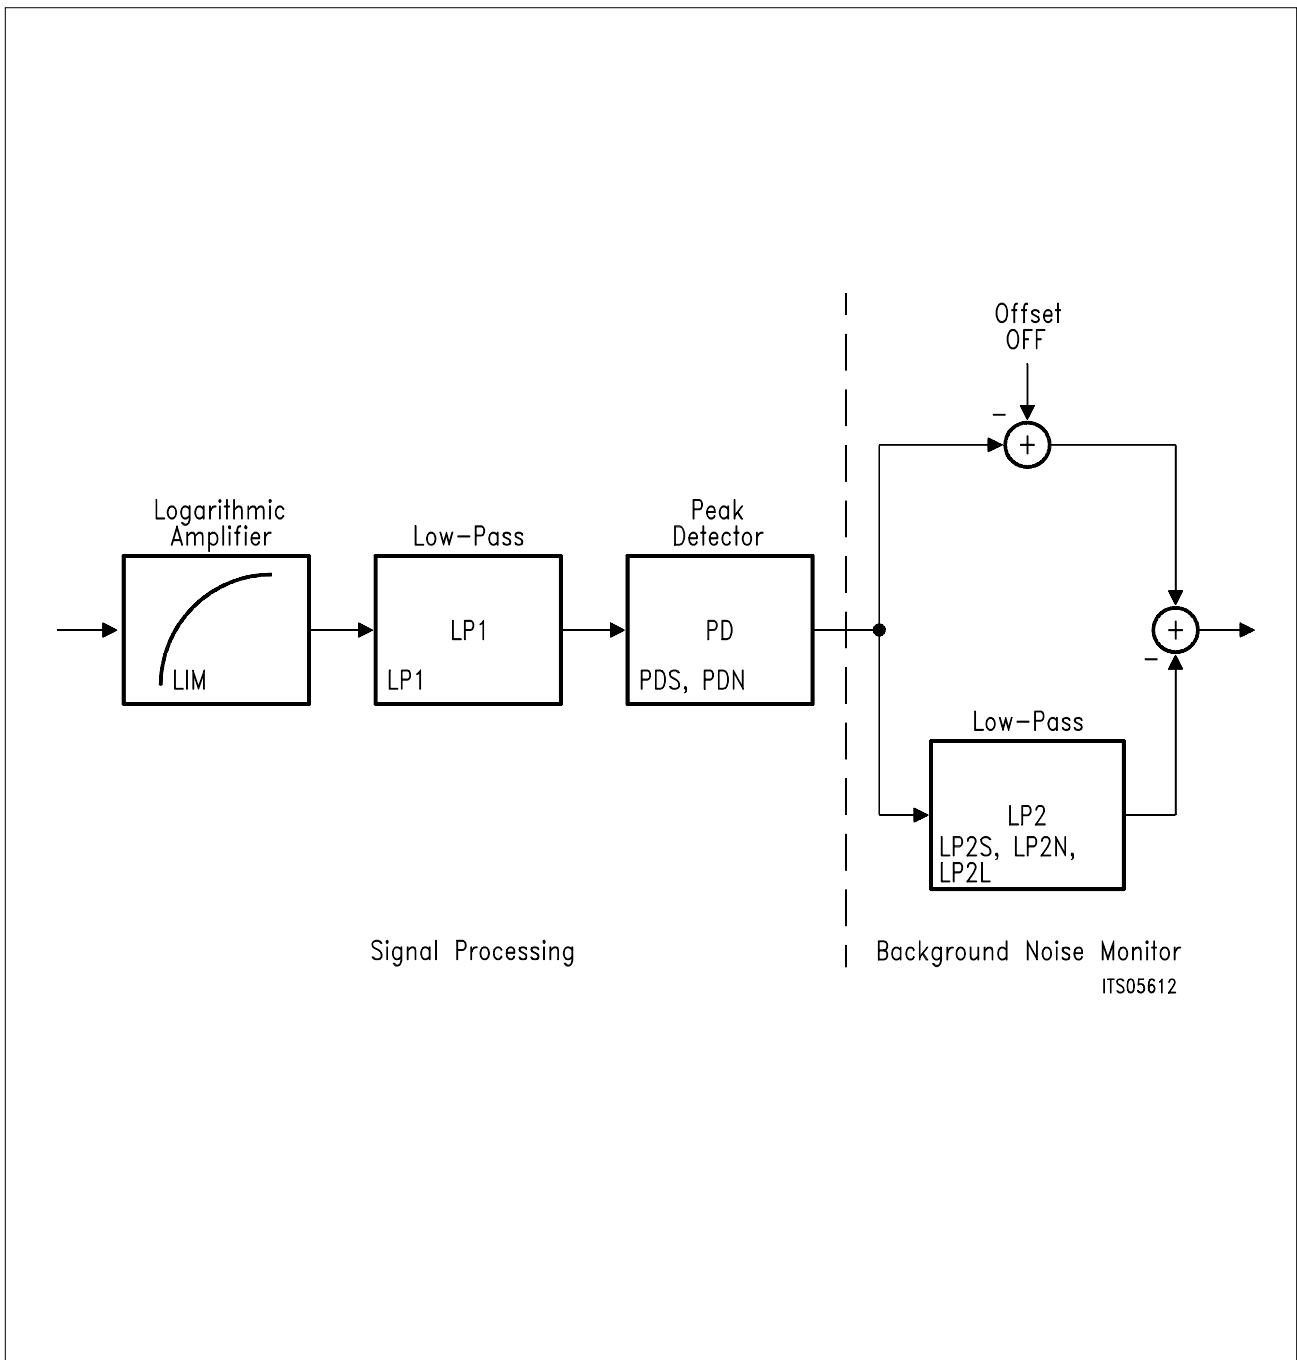 Offset
OFF
−
+
Logarithmic
Amplifier
Low-Pass
Peak
Detector
LIM
LP1
LP1
PD
PDS, PDN
+
−
Low-Pass
LP2
LP2S, LP2N,
LP2L
Signal Processing
Background Noise Monitor
ITS05612